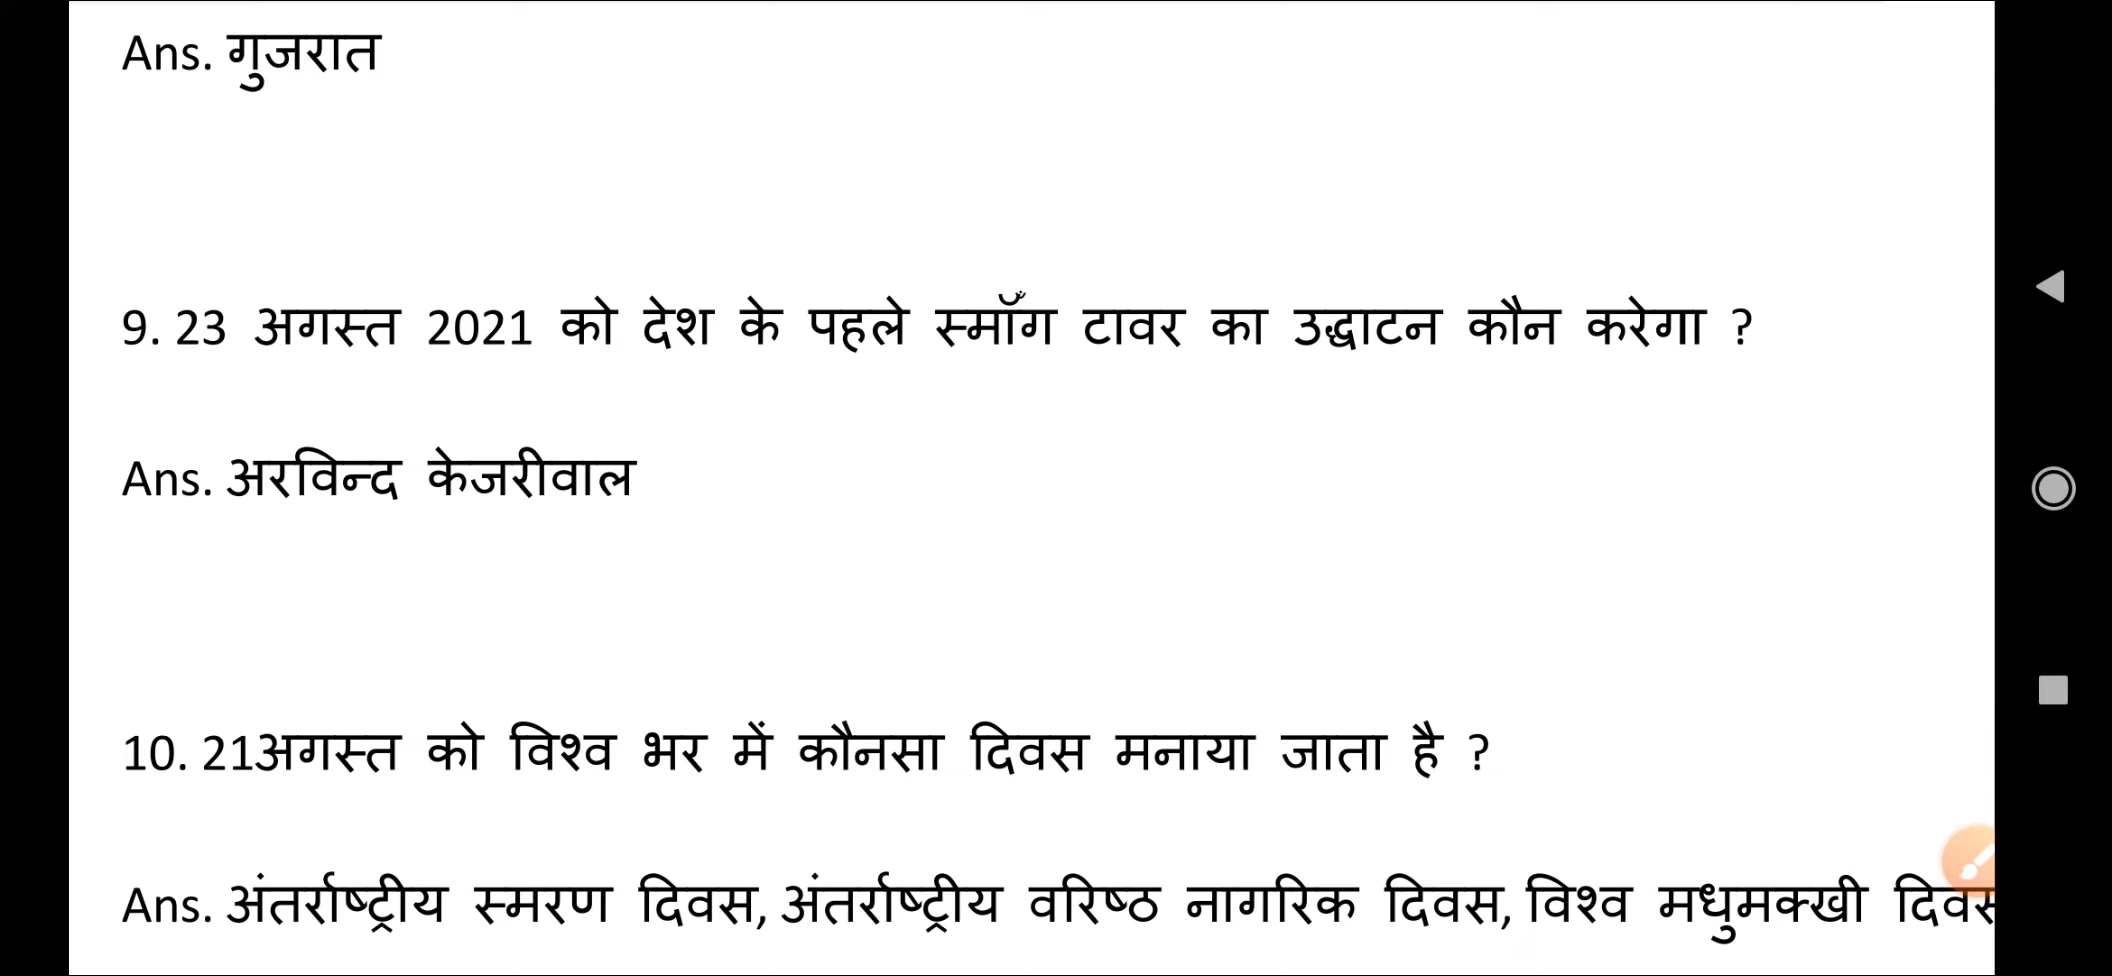 Ans. गुजरात
9. 23 अगस्त 2021 को देश के पहले स्मॉंग टावर का उद्घाटन कौन करेगा ?
Ans. अरविन्द केजरीवाल
10. 21अगस्त को विश्व भर में कौनसा दिवस मनाया जाता है ?
Ans. अंतर्राष्ट्रीय स्मरण दिवस, अंतर्राष्ट्रीय वरिष्ठ नागरिक दिवस, विश्व मधुमक्खी दिवस